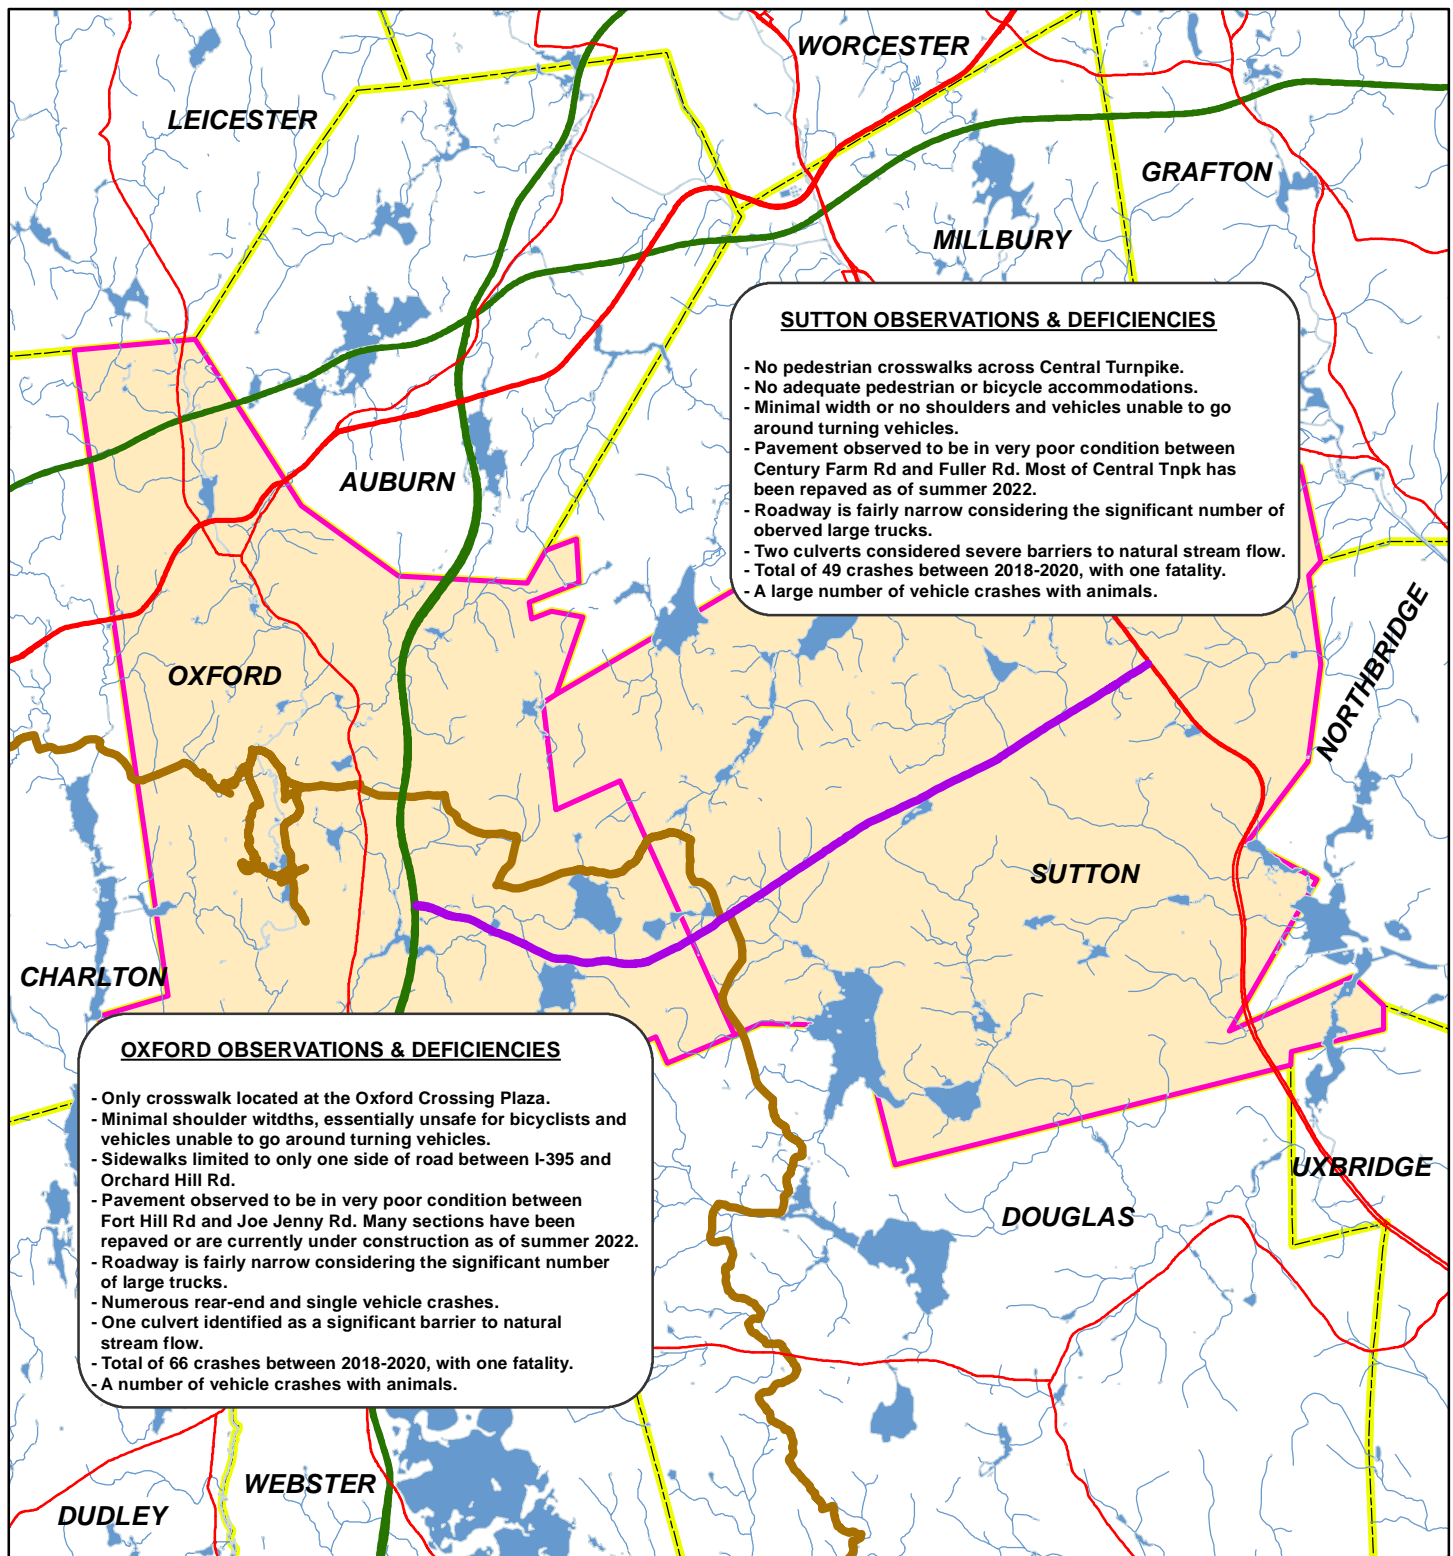 WORCESTER
LEICESTER
GRAFTON
MILLBURY
SUTTON OBSERVATIONS & DEFICIENCIES
- No pedestrian crosswalks across Central Turnpike.
- No adequate pedestrian or bicycle accommodations.
- Minimal width or no shoulders and vehicles unable to go
around turning vehicles.
- Pavement observed to be in very poor condition between
Century Farm Rd and Fuller Rd. Most of Central Tnpk has
been repaved as of summer 2022.
- Roadway is fairly narrow considering the significant number of
oberved large trucks.
- Two culverts considered severe barriers to natural stream flow.
- Total of 49 crashes between 2018-2020, with one fatality.
- A large number of vehicle crashes with animals.
AUBURN
OXFORD
NORTHBRIDGE
SUTTON
CHARLTON
OXFORD OBSERVATIONS & DEFICIENCIES
- Only crosswalk located at the Oxford Crossing Plaza.
- Minimal shoulder witdths, essentially unsafe for bicyclists and
vehicles unable to go around turning vehicles.
- Sidewalks limited to only one side of road between I-395 and
Orchard Hill Rd.
- Pavement observed to be in very poor condition between
Fort Hill Rd and Joe Jenny Rd. Many sections have been
repaved or are currently under construction as of summer 2022.
- Roadway is fairly narrow considering the significant number
of large trucks.
- Numerous rear-end and single vehicle crashes.
- One culvert identified as a significant barrier to natural
stream flow.
- Total of 66 crashes between 2018-2020, with one fatality.
- A number of vehicle crashes with animals.
UXBRIDGE
DOUGLAS
WEBSTER
DUDLEY